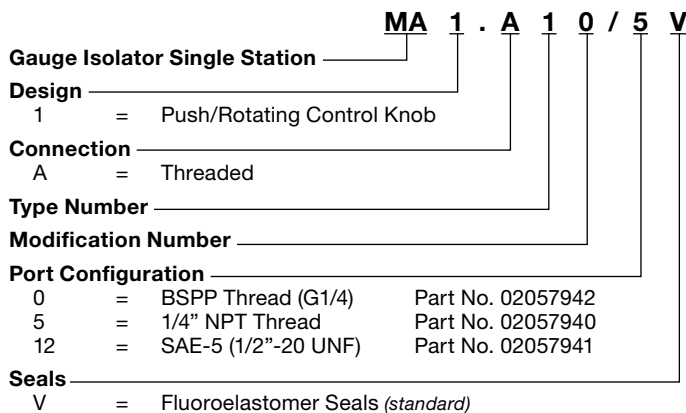 MA 1 . A 1 0 / 5 V
Gauge Isolator Single Station
Design
1 = Push/Rotating Control Knob
Connection
A = Threaded
Type Number
Modification Number
Port Configuration
0 = BSPP Thread (G1/4) Part No. 02057942
5 = 1/4” NPT Thread Part No. 02057940
12 = SAE-5 (1/2”-20 UNF) Part No. 02057941
Seals
V = Fluoroelastomer Seals (standard)